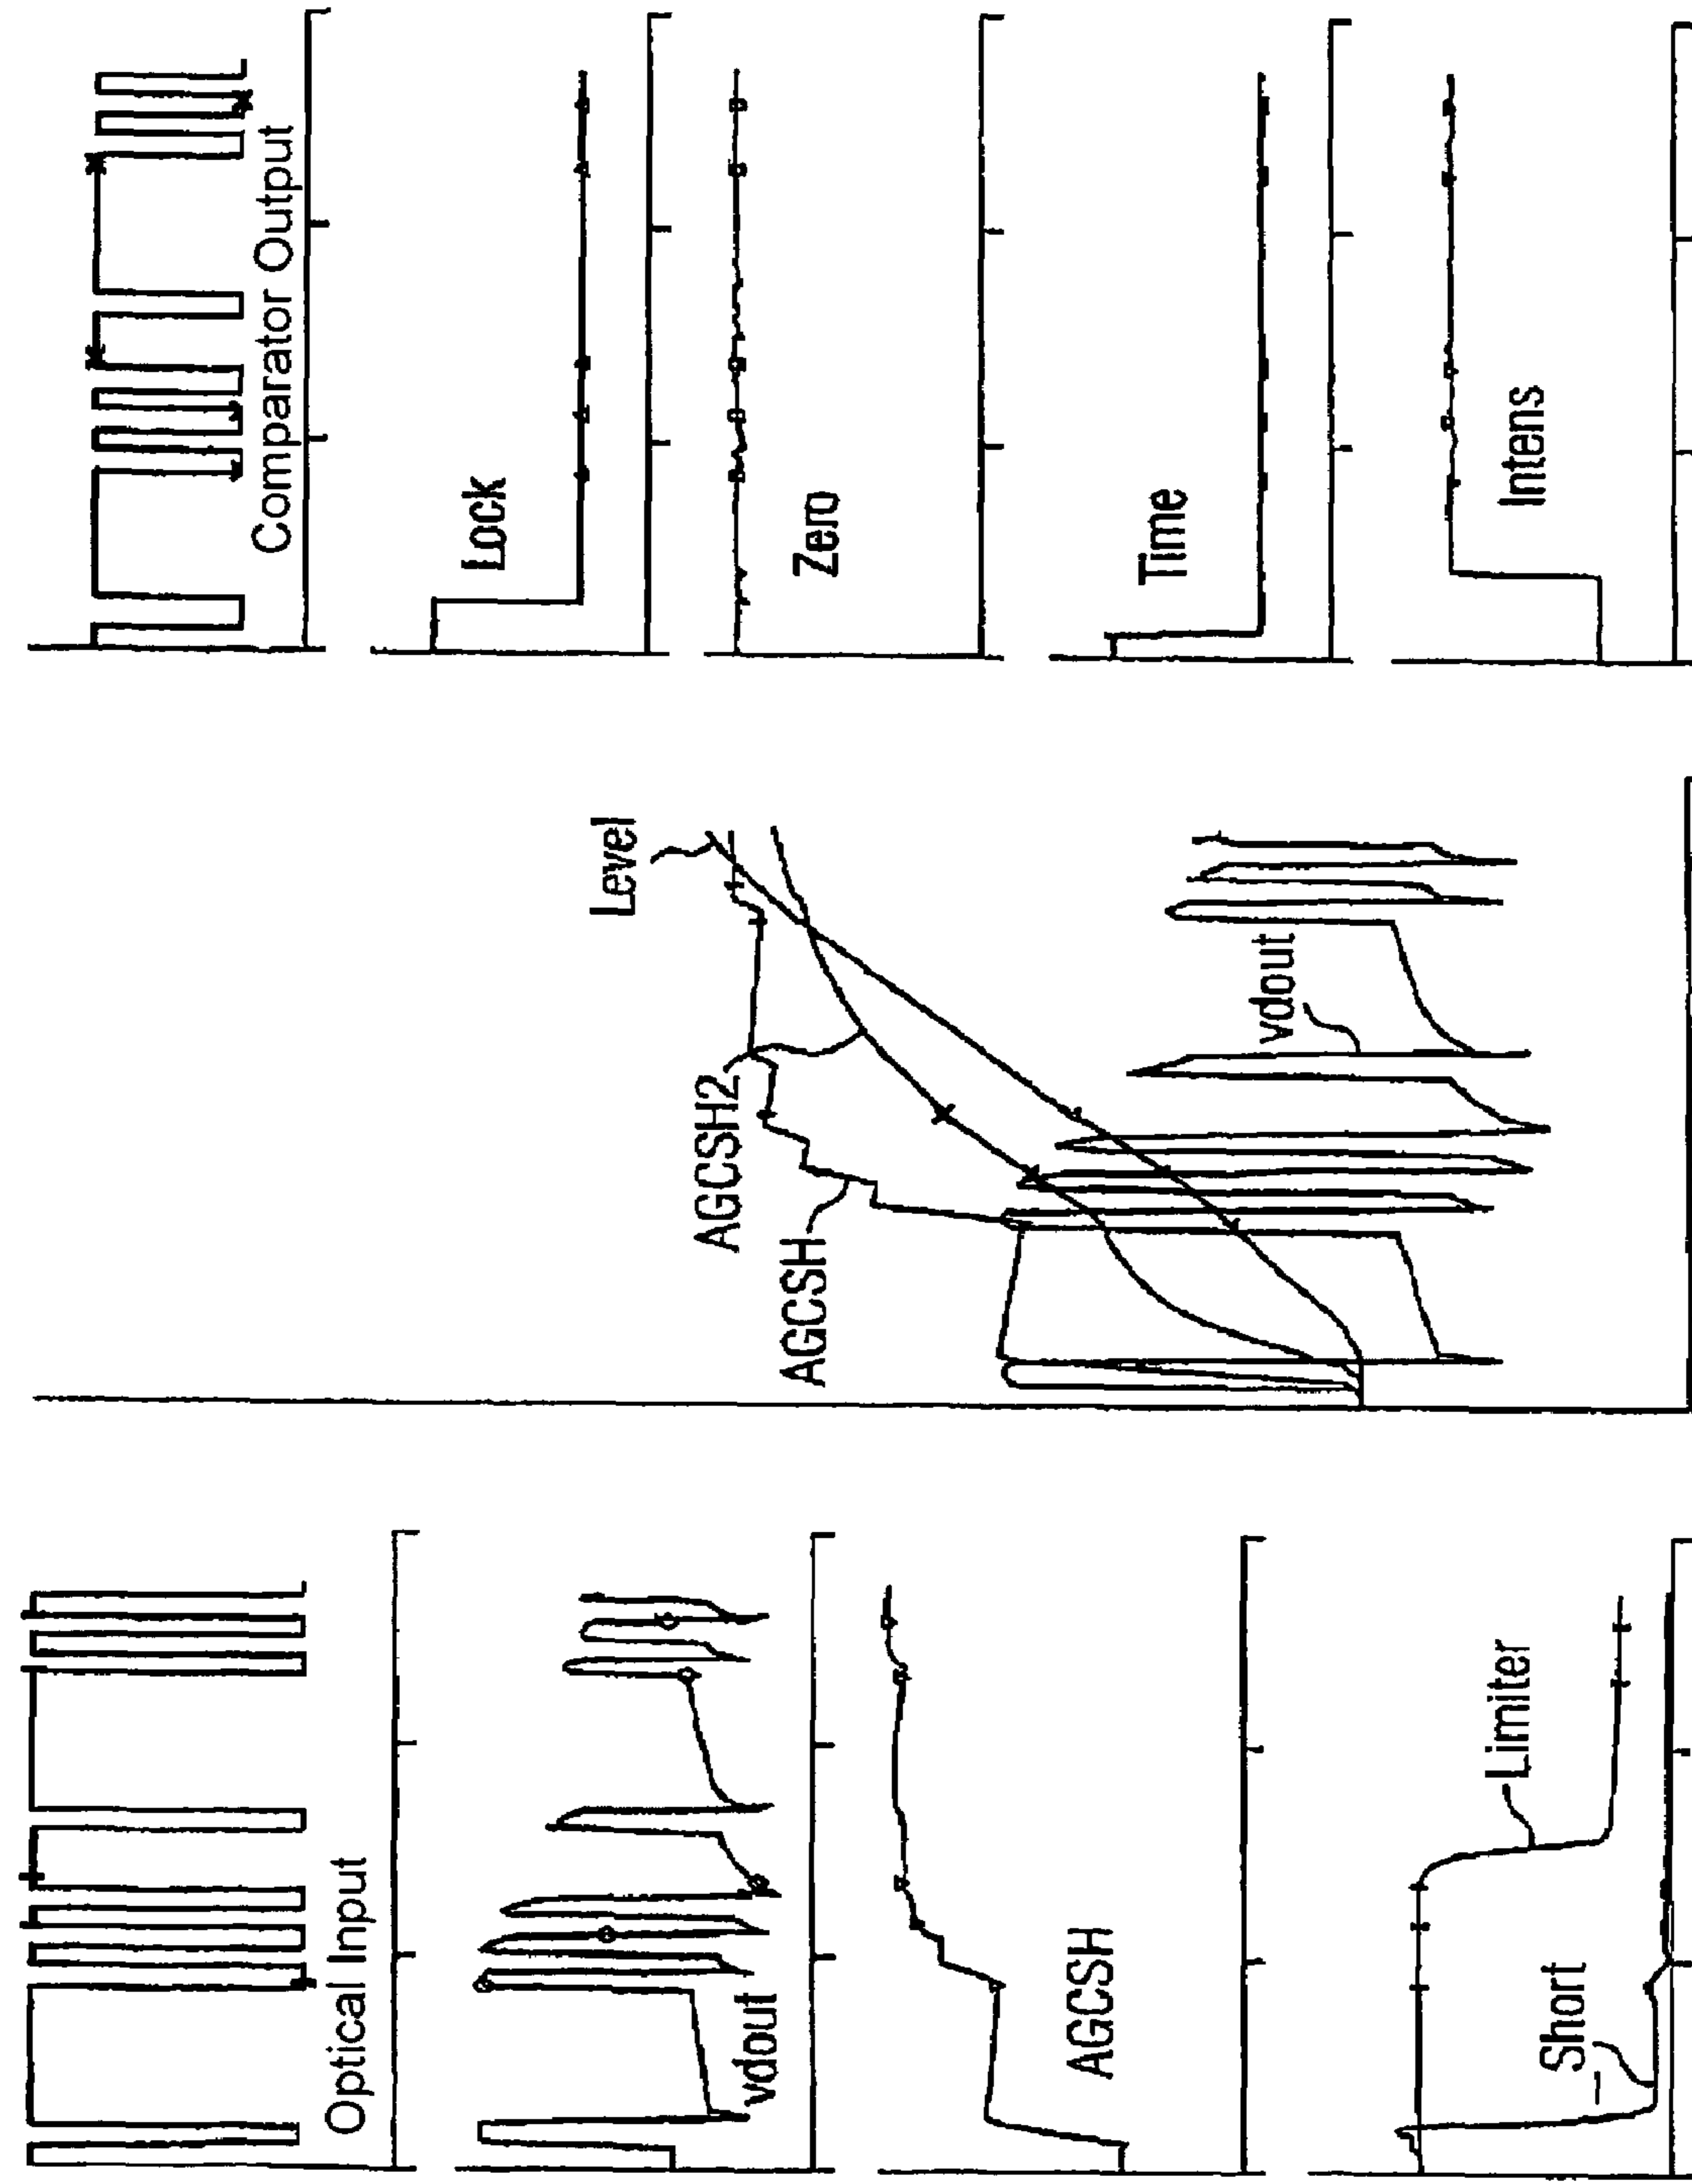 Optical Input
vdout
AGCSH
Limiter
Short
Level
AGCSH2
AGCSH
vdout
Comparator Output
Lock
Zero
Time
Intens